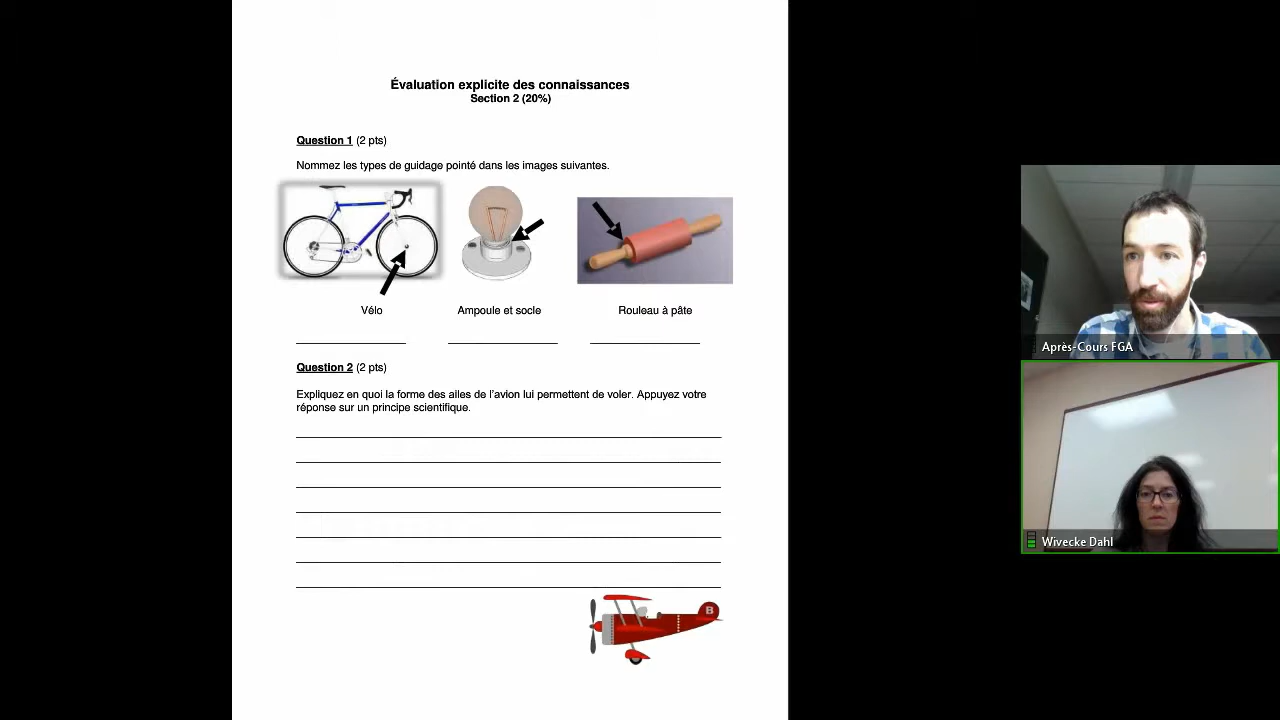 Évaluation explicite des connaissances
Section 2 (20%)
Question 1 (2 pts)
Nommez les types de guidage pointé dans les images suivantes.
Vélo
Ampoule et socle
Rouleau à pâte
Question 2 (2 pts)
Expliquez en quoi la forme des ailes de l'avion lui permettent de voler. Appuyez votre
réponse sur un principe scientifique.
B
Après-Cours FGA
Wivecke Dahl